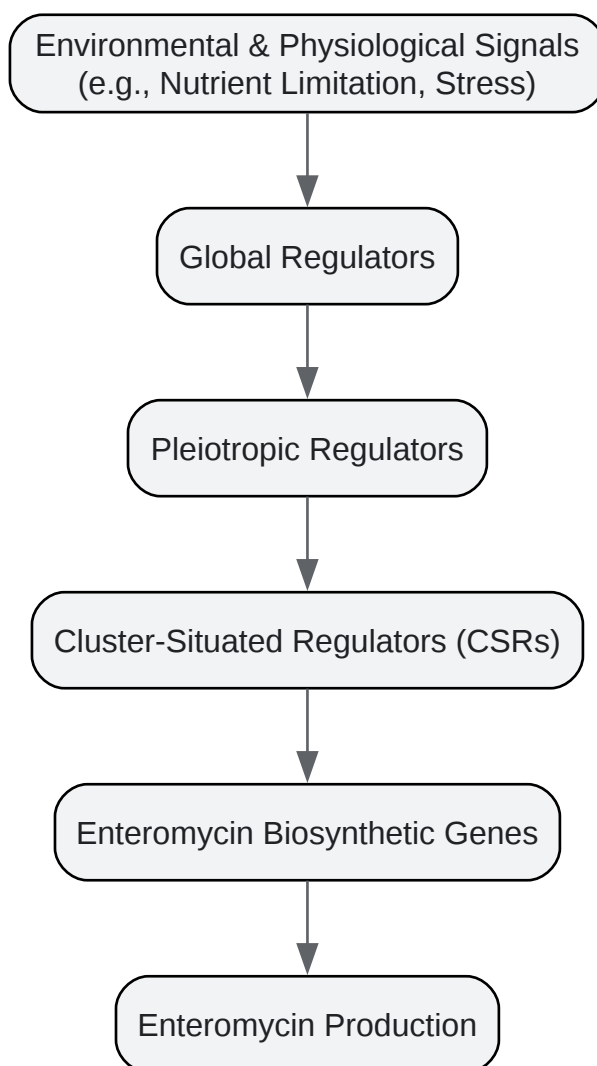 Environmental & Physiological Signals
(e.g., Nutrient Limitation, Stress)
Global Regulators
Pleiotropic Regulators
Cluster-Situated Regulators (CSRs)
Enteromycin Biosynthetic Genes
Enteromycin Production